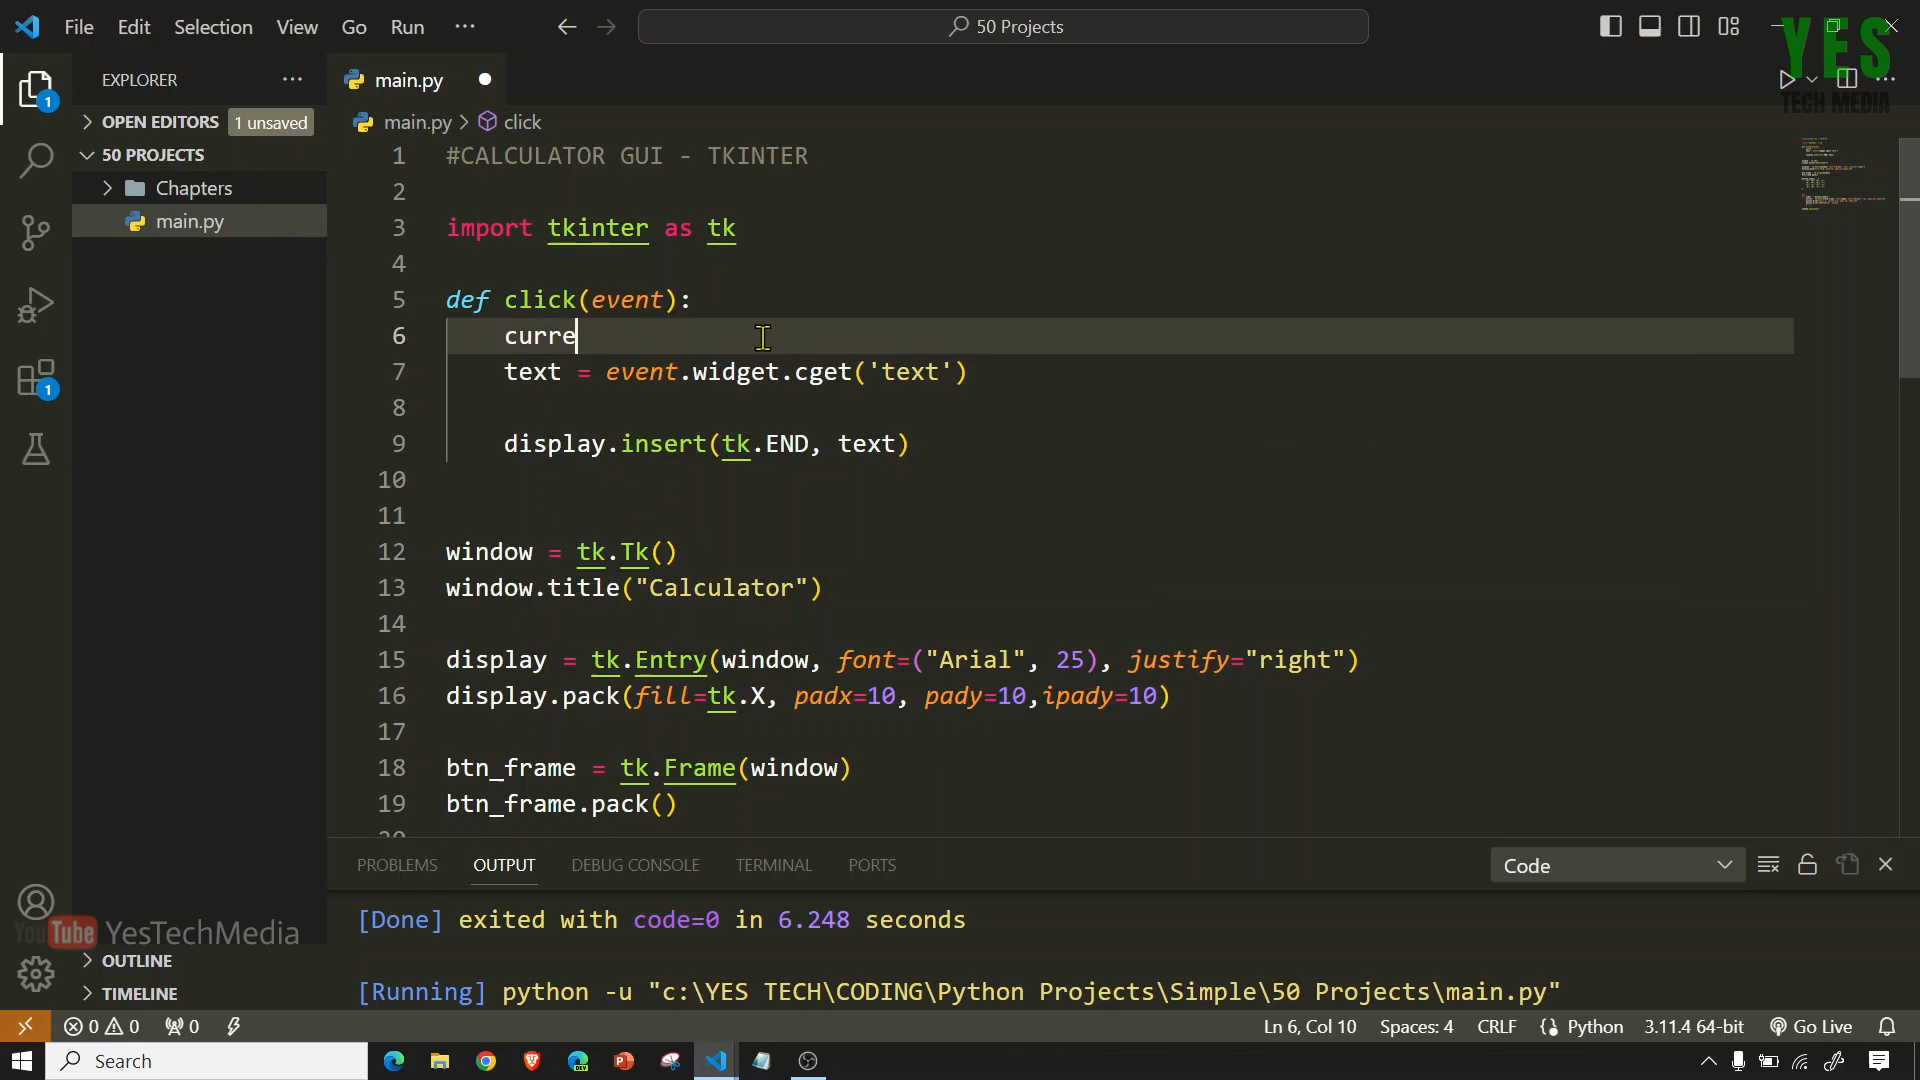 File Edit Selection View Go Run ···
50 Projects
YES
TECH MEDIA
EXPLORER ···
main.py
OPEN EDITORS 1 unsaved
50 PROJECTS
Chapters
main.py
1
1
main.py > click
1 #CALCULATOR GUI - TKINTER
2
3 import tkinter as tk
4
5 def click(event):
6 curre
7 text = event.widget.cget('text')
8
9 display.insert(tk.END, text)
10
11
12 window = tk.Tk()
13 window.title("Calculator")
14
15 display = tk.Entry(window, font=("Arial", 25), justify="right")
16 display.pack(fill=tk.X, padx=10, pady=10,ipady=10)
17
18 btn_frame = tk.Frame(window)
19 btn_frame.pack()
PROBLEMS OUTPUT DEBUG CONSOLE TERMINAL PORTS
Code
[Done] exited with code=0 in 6.248 seconds
[Running] python -u "c:\YES TECH\CODING\Python Projects\Simple\50 Projects\main.py"
YouTube YesTechMedia
OUTLINE
TIMELINE
0 0 0
Ln 6, Col 10 Spaces: 4 CRLF Python 3.11.4 64-bit Go Live
Search